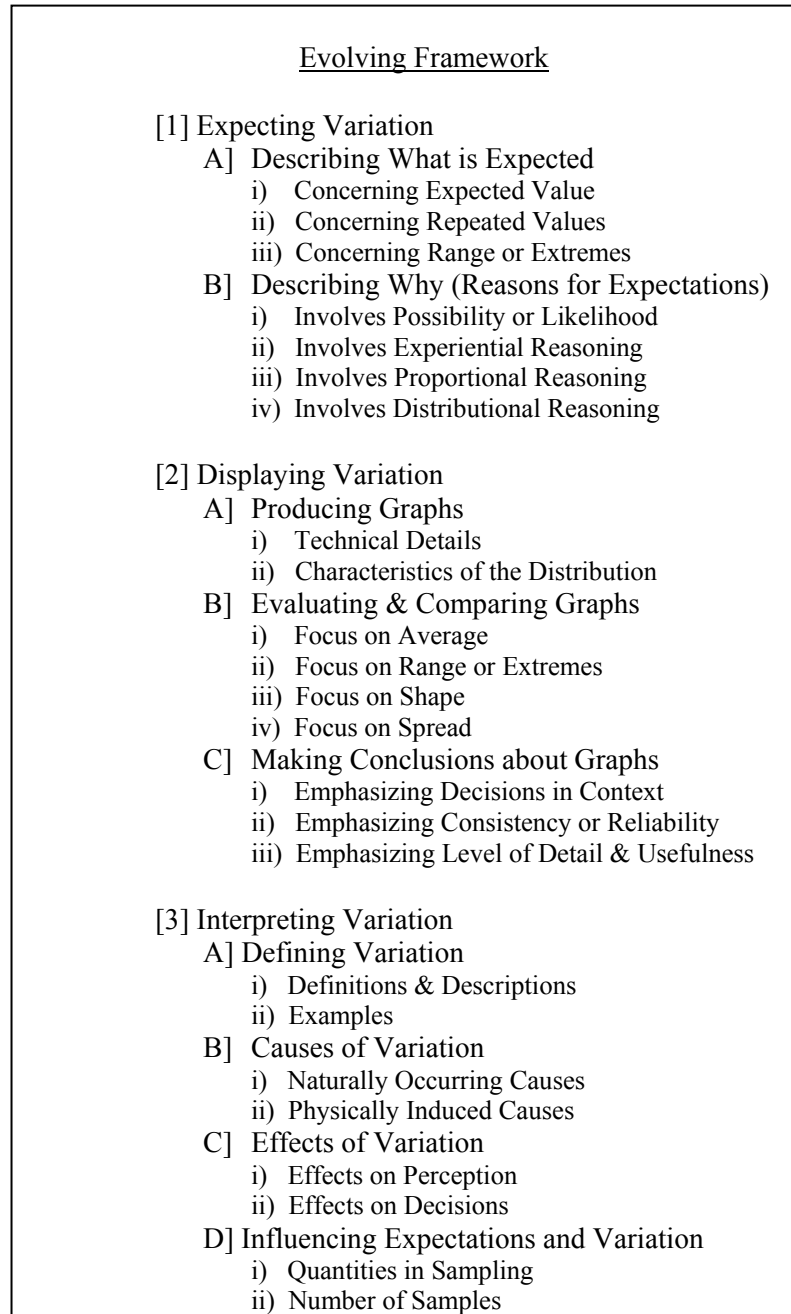 Evolving Framework
[1] Expecting Variation
A] Describing What is Expected
i) Concerning Expected Value
ii) Concerning Repeated Values
iii) Concerning Range or Extremes
B] Describing Why (Reasons for Expectations)
i) Involves Possibility or Likelihood
ii) Involves Experiential Reasoning
iii) Involves Proportional Reasoning
iv) Involves Distributional Reasoning
[2] Displaying Variation
A] Producing Graphs
i) Technical Details
ii) Characteristics of the Distribution
B] Evaluating & Comparing Graphs
i) Focus on Average
ii) Focus on Range or Extremes
iii) Focus on Shape
iv) Focus on Spread
C] Making Conclusions about Graphs
i) Emphasizing Decisions in Context
ii) Emphasizing Consistency or Reliability
iii) Emphasizing Level of Detail & Usefulness
[3] Interpreting Variation
A] Defining Variation
i) Definitions & Descriptions
ii) Examples
B] Causes of Variation
i) Naturally Occurring Causes
ii) Physically Induced Causes
C] Effects of Variation
i) Effects on Perception
ii) Effects on Decisions
D] Influencing Expectations and Variation
i) Quantities in Sampling
ii) Number of Samples